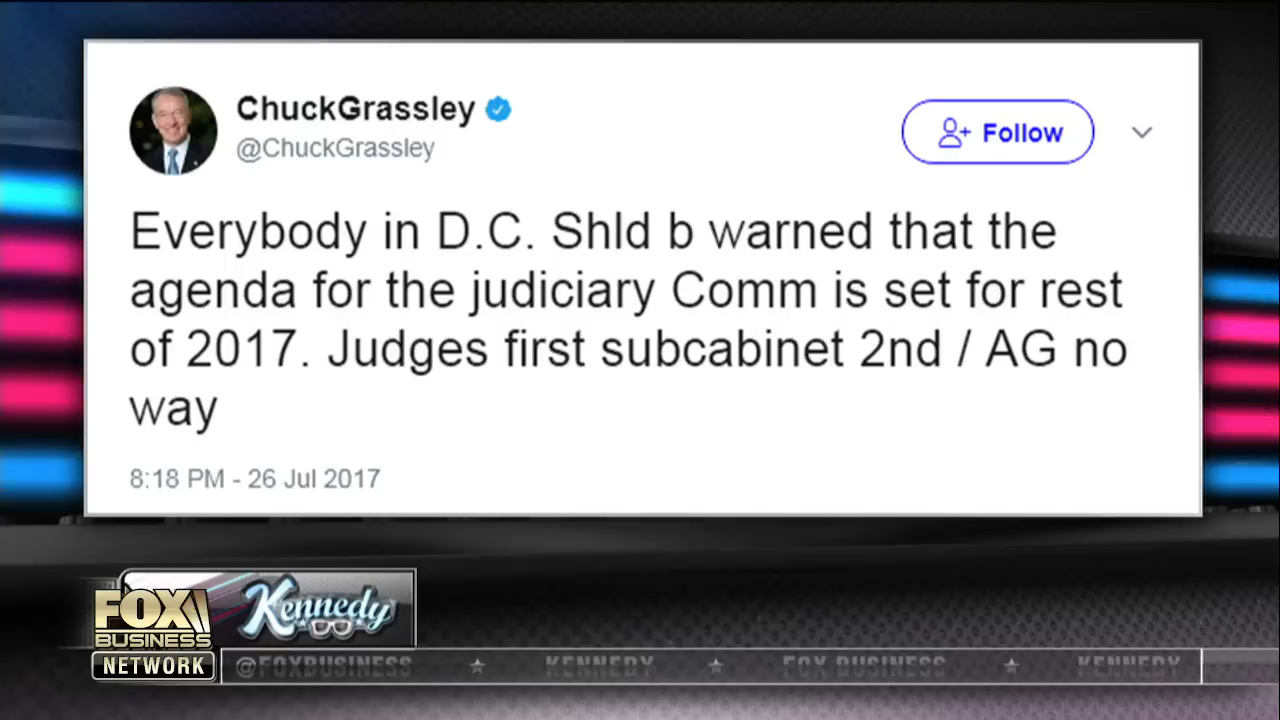 ChuckGrassley
@ChuckGrassley
Follow
Everybody in D.C. Shld b warned that the
agenda for the judiciary Comm is set for rest
of 2017. Judges first subcabinet 2nd / AG no
way
8:18 PM - 26 Jul 2017
FOX
BUSINESS
NETWORK
Kennedy
@FOXBUSINESS KENNEDY FOX BUSINESS KENNEDY